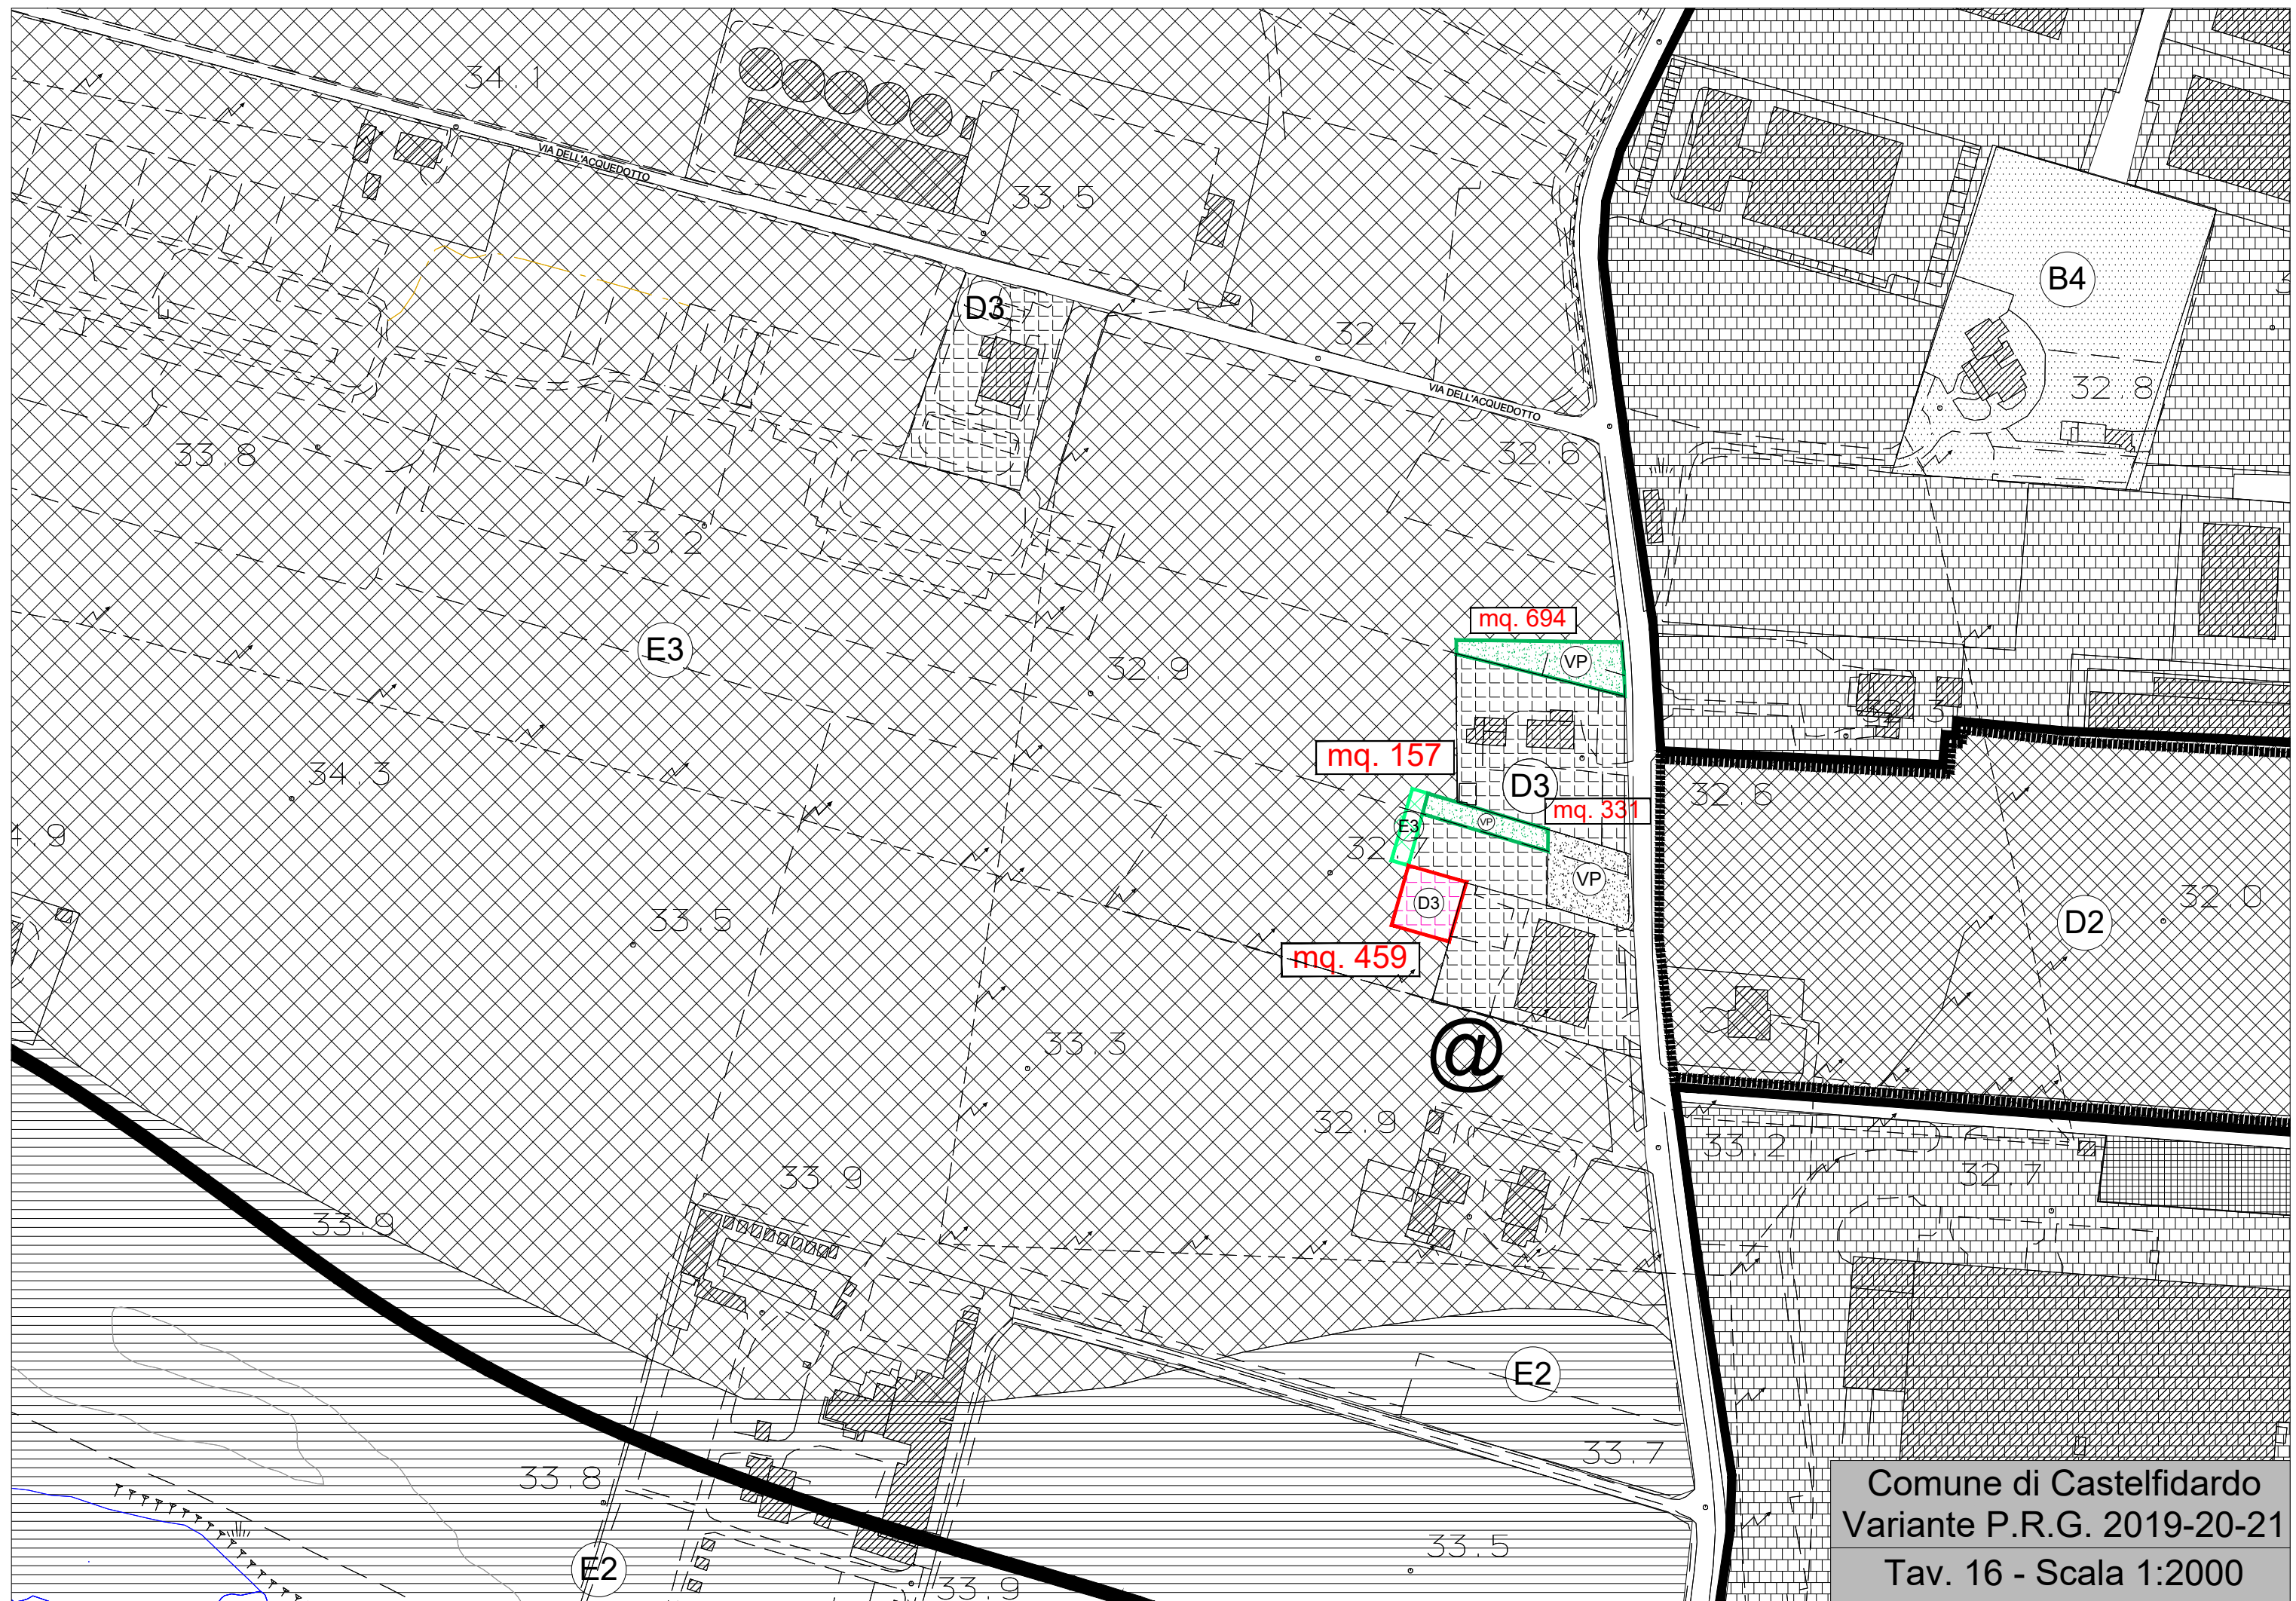 34.1
VIA DELL'ACQUEDOTTO
33.5
B4
D3
32.7
VIA DELL'ACQUEDOTTO
32.8
33.8
32.6
33.2
mq. 694
E3
VP
32.9
32.3
mq. 157
34.3
D3
32.6
mq. 331
VP
E3
32.7
VP
D3
33.5
32.0
D2
mq. 459
33.3
@
32.9
33.2
33.9
32.7
33.9
E2
33.7
33.8
Comune di Castelfidardo
Variante P.R.G. 2019-20-21
33.5
E2
33.9
Tav. 16 - Scala 1:2000